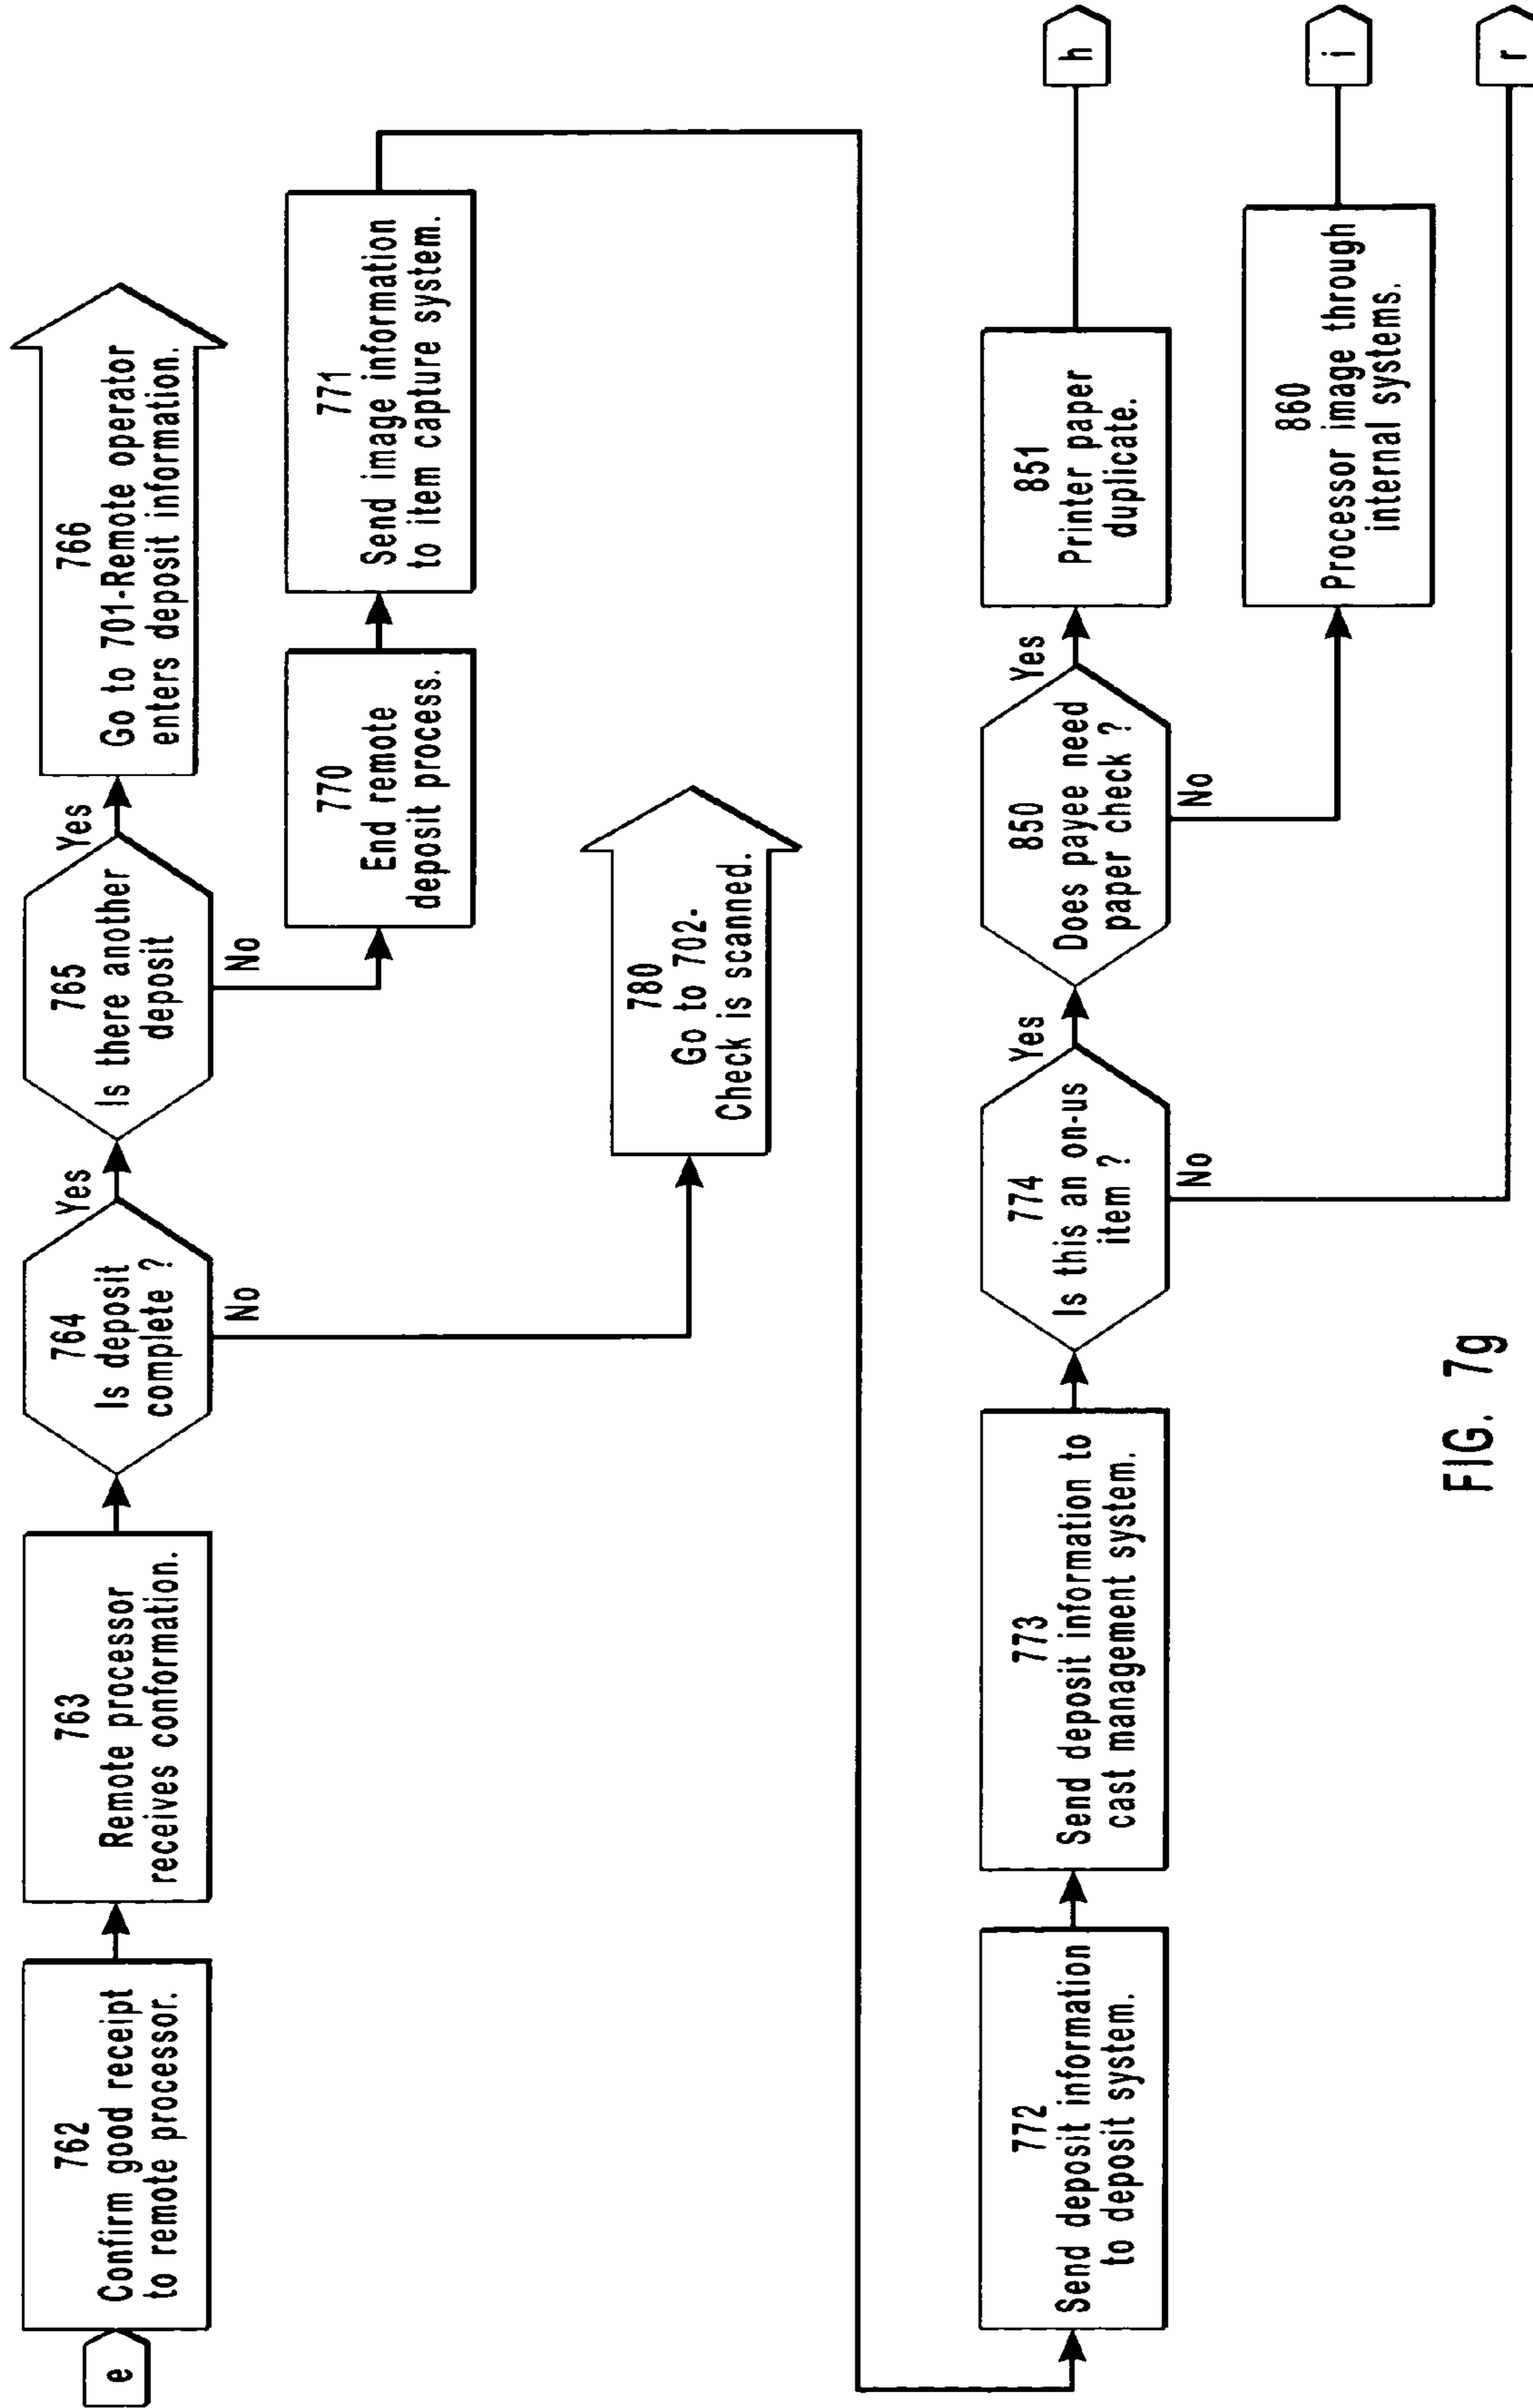 e
762
Confirm good receipt
to remote processor.
763
Remote processor
receives conformation.
764
Is deposit
complete ?
Yes
No
765
Is there another
deposit
Yes
No
766
Go to 701-Remote operator
enters deposit information.
770
End remote
deposit process.
771
Send image information
to item capture system.
780
Go to 702-
Check is scanned.
772
Send deposit information
to deposit system.
773
Send deposit information to
cast management system.
774
Is this an on-us
item ?
Yes
No
850
Does payee need
paper check ?
Yes
No
851
Printer paper
duplicate.
h
860
Processor image through
internal systems.
i
r
FIG. 7g